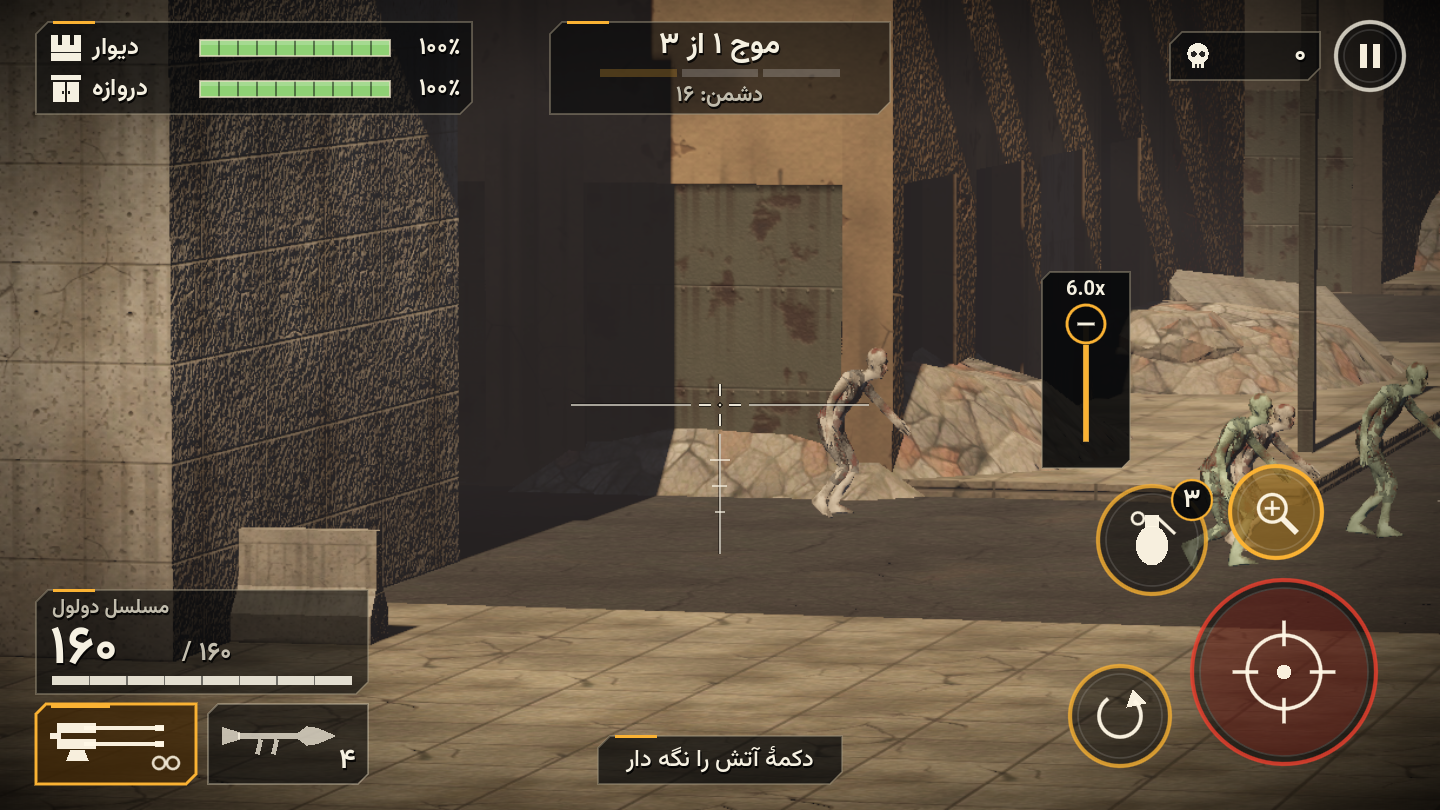 دیوار ۱۰۰٪
دروازه ۱۰۰٪
موج ۱ از ۳
دشمن: ۱۶
۰
6.0x
۳
مسلسل دولول
۱۶۰ / ۱۶۰
∞
۴
دکمهٔ آتش را نگه دار